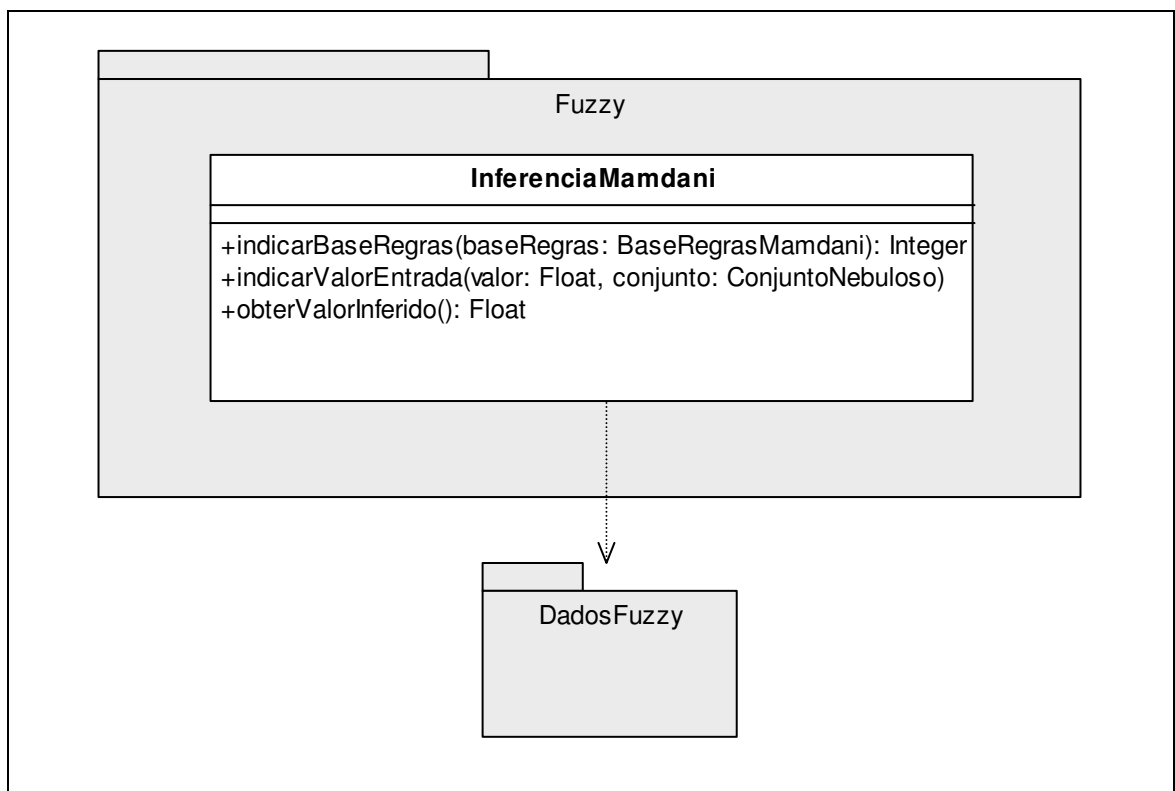 Fuzzy
InferenciaMamdani
+indicarBaseRegras(baseRegras: BaseRegrasMamdani): Integer
+indicarValorEntrada(valor: Float, conjunto: ConjuntoNebuloso)
+obterValorInferido(): Float
DadosFuzzy